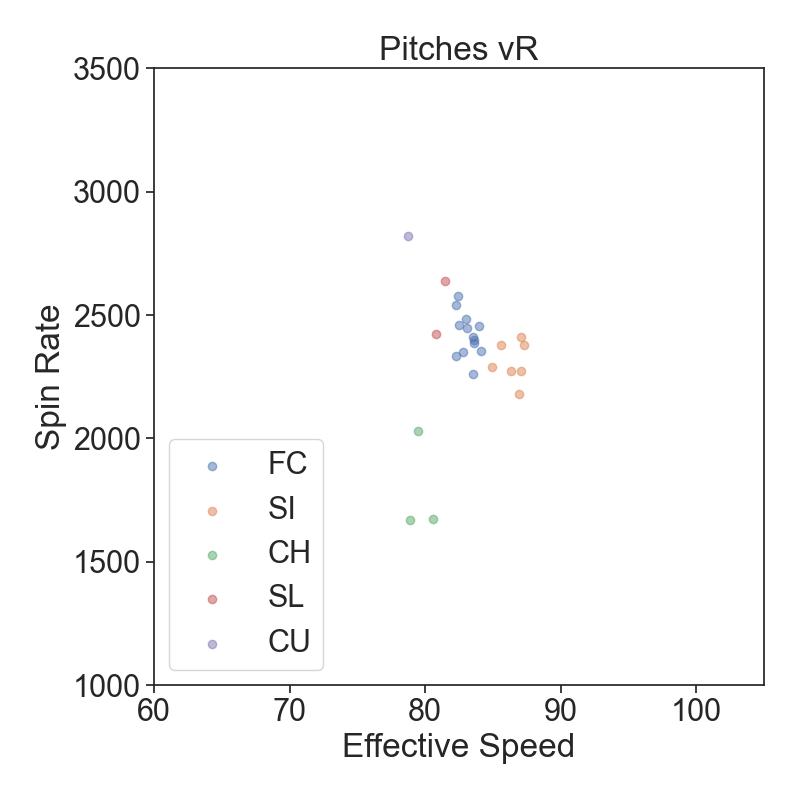 Pitches vR
3500
3000
2500
2000
1500
1000
Spin Rate
FC
SI
CH
SL
CU
60 70 80 90 100
Effective Speed